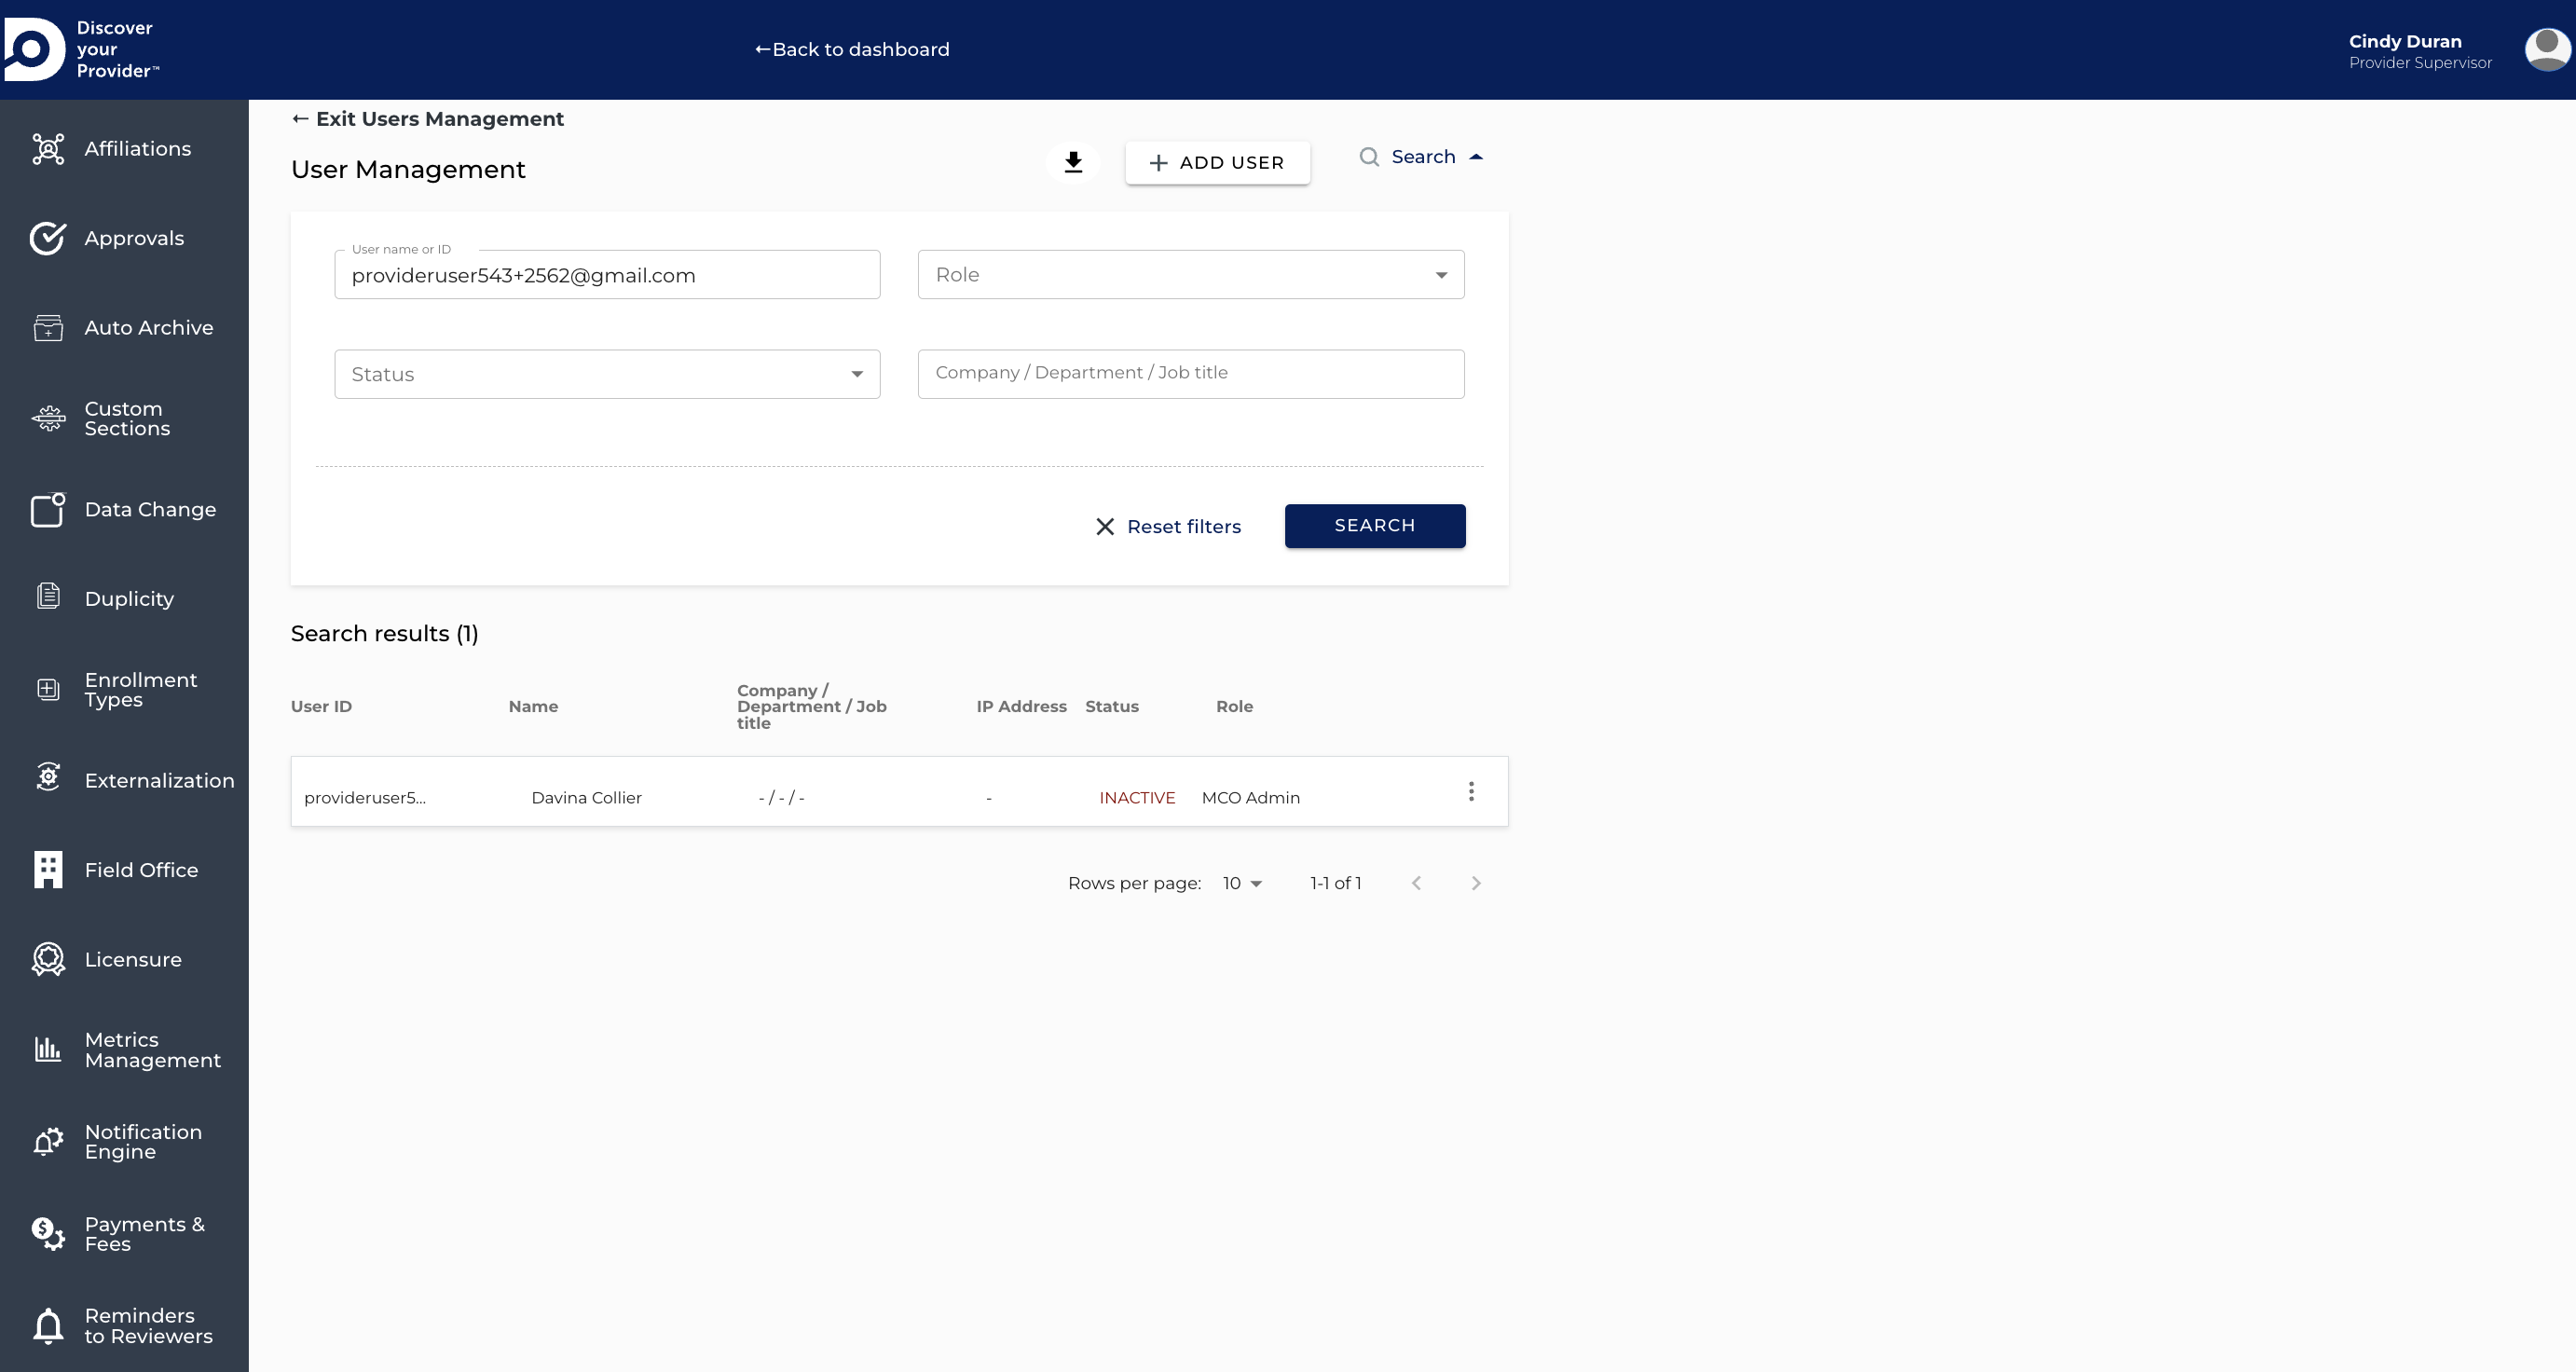 Discover
your
Provider™
←Back to dashboard
Cindy Duran
Provider Supervisor
Affiliations
Approvals
Auto Archive
Custom
Sections
Data Change
Duplicity
Enrollment
Types
Externalization
Field Office
Licensure
Metrics
Management
Notification
Engine
Payments &
Fees
Reminders
to Reviewers
← Exit Users Management
User Management
+ ADD USER
Search
User name or ID
provideruser543+2562@gmail.com
Role
Status
Company / Department / Job title
Reset filters
SEARCH
Search results (1)
User ID
Name
Company /
Department / Job
title
IP Address
Status
Role
provideruser5...
Davina Collier
- / - / -
-
INACTIVE
MCO Admin
Rows per page:
10
1-1 of 1